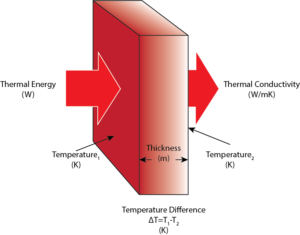 Thermal Energy
(W)
Thermal Conductivity
(W/mK)
Thickness
(m)
Temperature₁
(K)
Temperature₂
(K)
Temperature Difference
ΔT=T₁-T₂
(K)